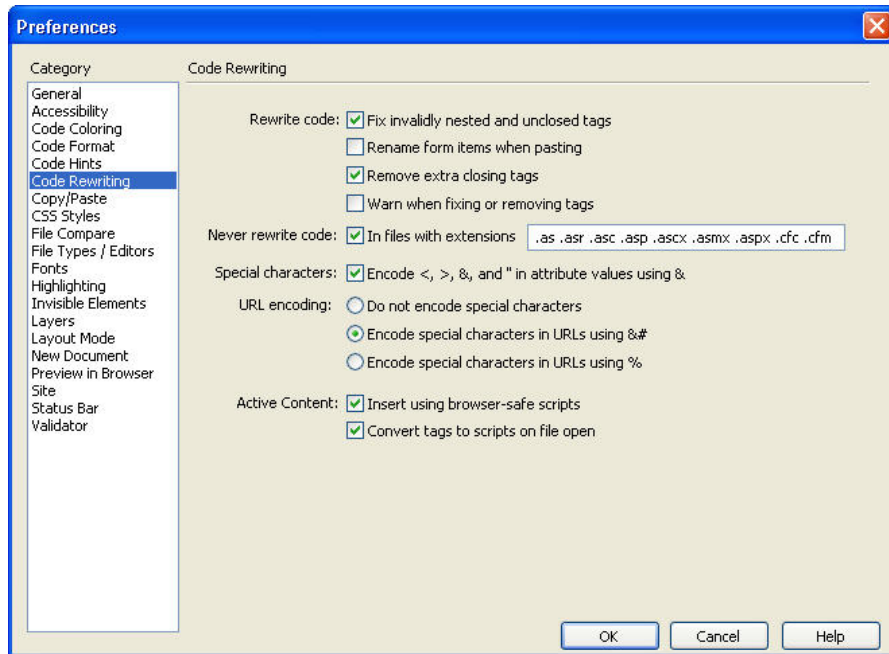 Preferences
Category
Code Rewriting
General
Accessibility
Code Coloring
Code Format
Code Hints
Code Rewriting
Copy/Paste
CSS Styles
File Compare
File Types / Editors
Fonts
Highlighting
Invisible Elements
Layers
Layout Mode
New Document
Preview in Browser
Site
Status Bar
Validator
Rewrite code: Fix invalidly nested and unclosed tags
Rename form items when pasting
Remove extra closing tags
Warn when fixing or removing tags
Never rewrite code: In files with extensions .as .asr .asc .asp .ascx .asmx .aspx .cfc .cfm
Special characters: Encode <, >, &, and " in attribute values using &
URL encoding: Do not encode special characters
Encode special characters in URLs using &#
Encode special characters in URLs using %
Active Content: Insert using browser-safe scripts
Convert tags to scripts on file open
OK Cancel Help